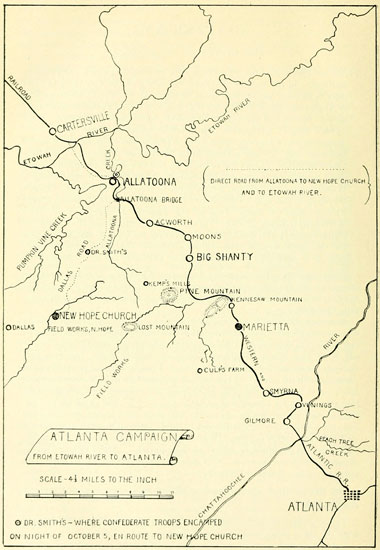 RAILROAD
CARTERSVILLE
RIVER
ETOWAH RIVER
ETOWAH
CREEK
ALLATOONA
ALLATOONA BRIDGE
DIRECT ROAD FROM ALLATOONA TO NEW HOPE CHURCH
AND TO ETOWAH RIVER.
PUMPKIN VINE CREEK
ALLATOONA
ACWORTH
MOONS
ROAD
DR. SMITH'S
BIG SHANTY
DALLAS
KEMP'S MILLS
PINE MOUNTAIN
KENNESAW MOUNTAIN
NEW HOPE CHURCH
DALLAS
FIELD WORKS, N. HOPE
LOST MOUNTAIN
MARIETTA
RIVER
WESTERN AND
FIELD WORKS
CULP'S FARM
SMYRNA
VININGS
GILMORE
PEACH TREE
CREEK
ATLANTIC R.R.
CHATTAHOOCHEE
ATLANTA
ATLANTA CAMPAIGN
FROM ETOWAH RIVER TO ATLANTA.
SCALE-4½ MILES TO THE INCH
DR. SMITH'S-WHERE CONFEDERATE TROOPS ENCAMPED
ON NIGHT OF OCTOBER 5, EN ROUTE TO NEW HOPE CHURCH